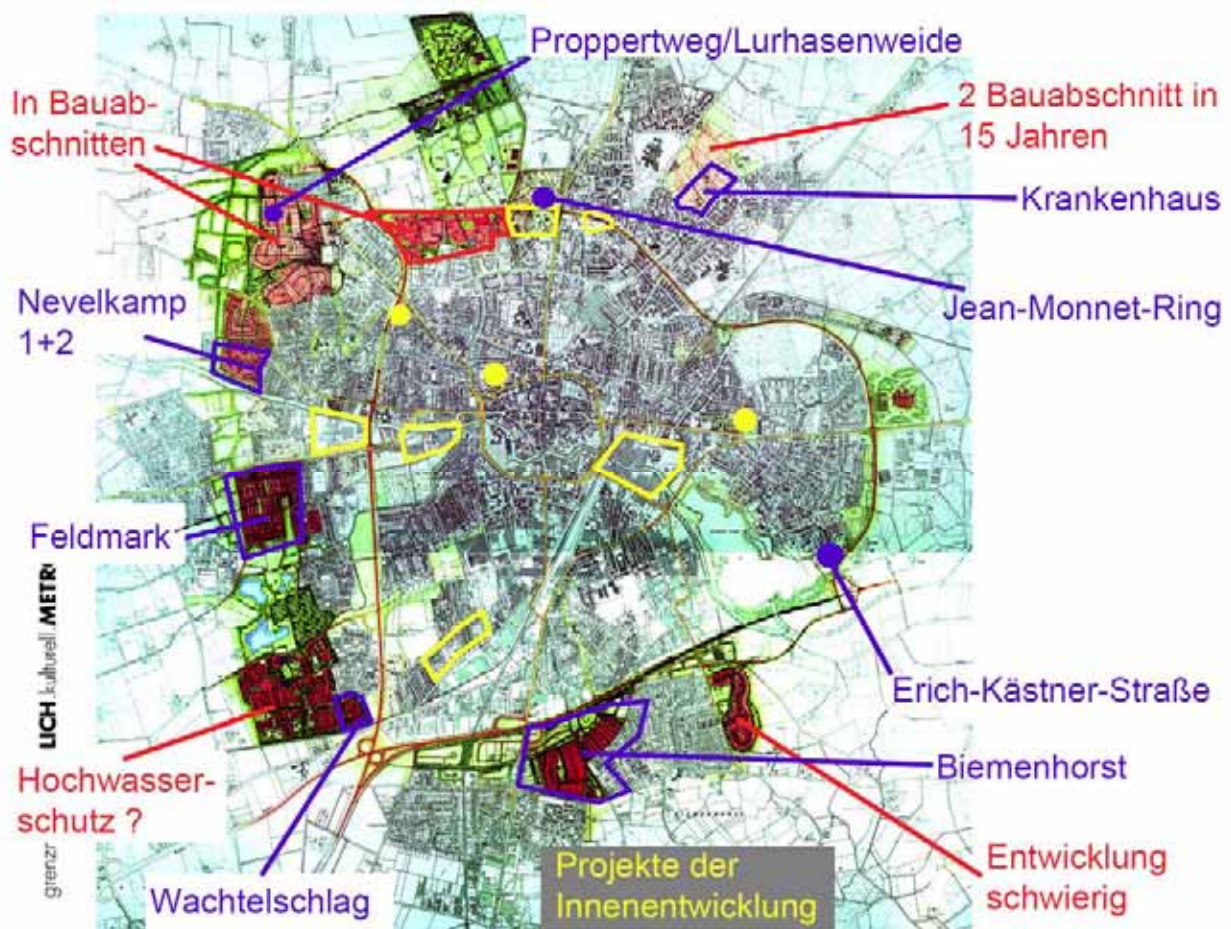 Proppertweg/Lurhasenweide
In Bauab-
schnitten
2 Bauabschnitt in
15 Jahren
Krankenhaus
Nevelkamp
1+2
Jean-Monnet-Ring
Feldmark
grenzr
LICH.kulturell.METR
Erich-Kästner-Straße
Biemenhorst
Hochwasser-
schutz ?
Wachtelschlag
Projekte der
Innenentwicklung
Entwicklung
schwierig